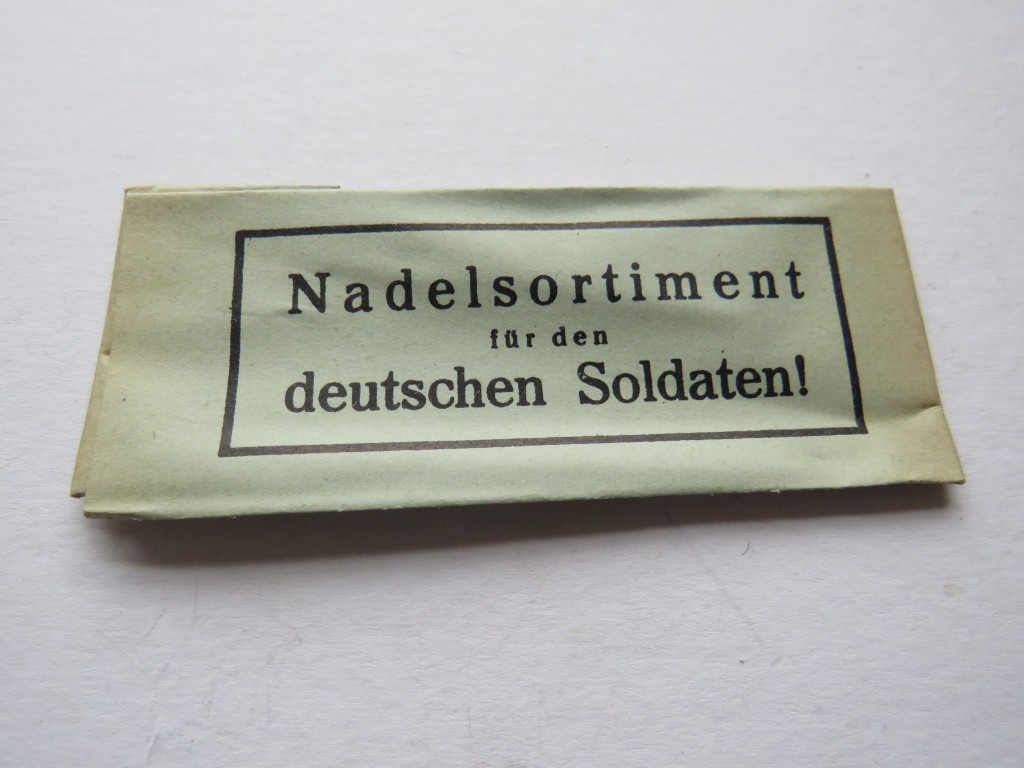 Nadelsortiment
für den
deutschen Soldaten!